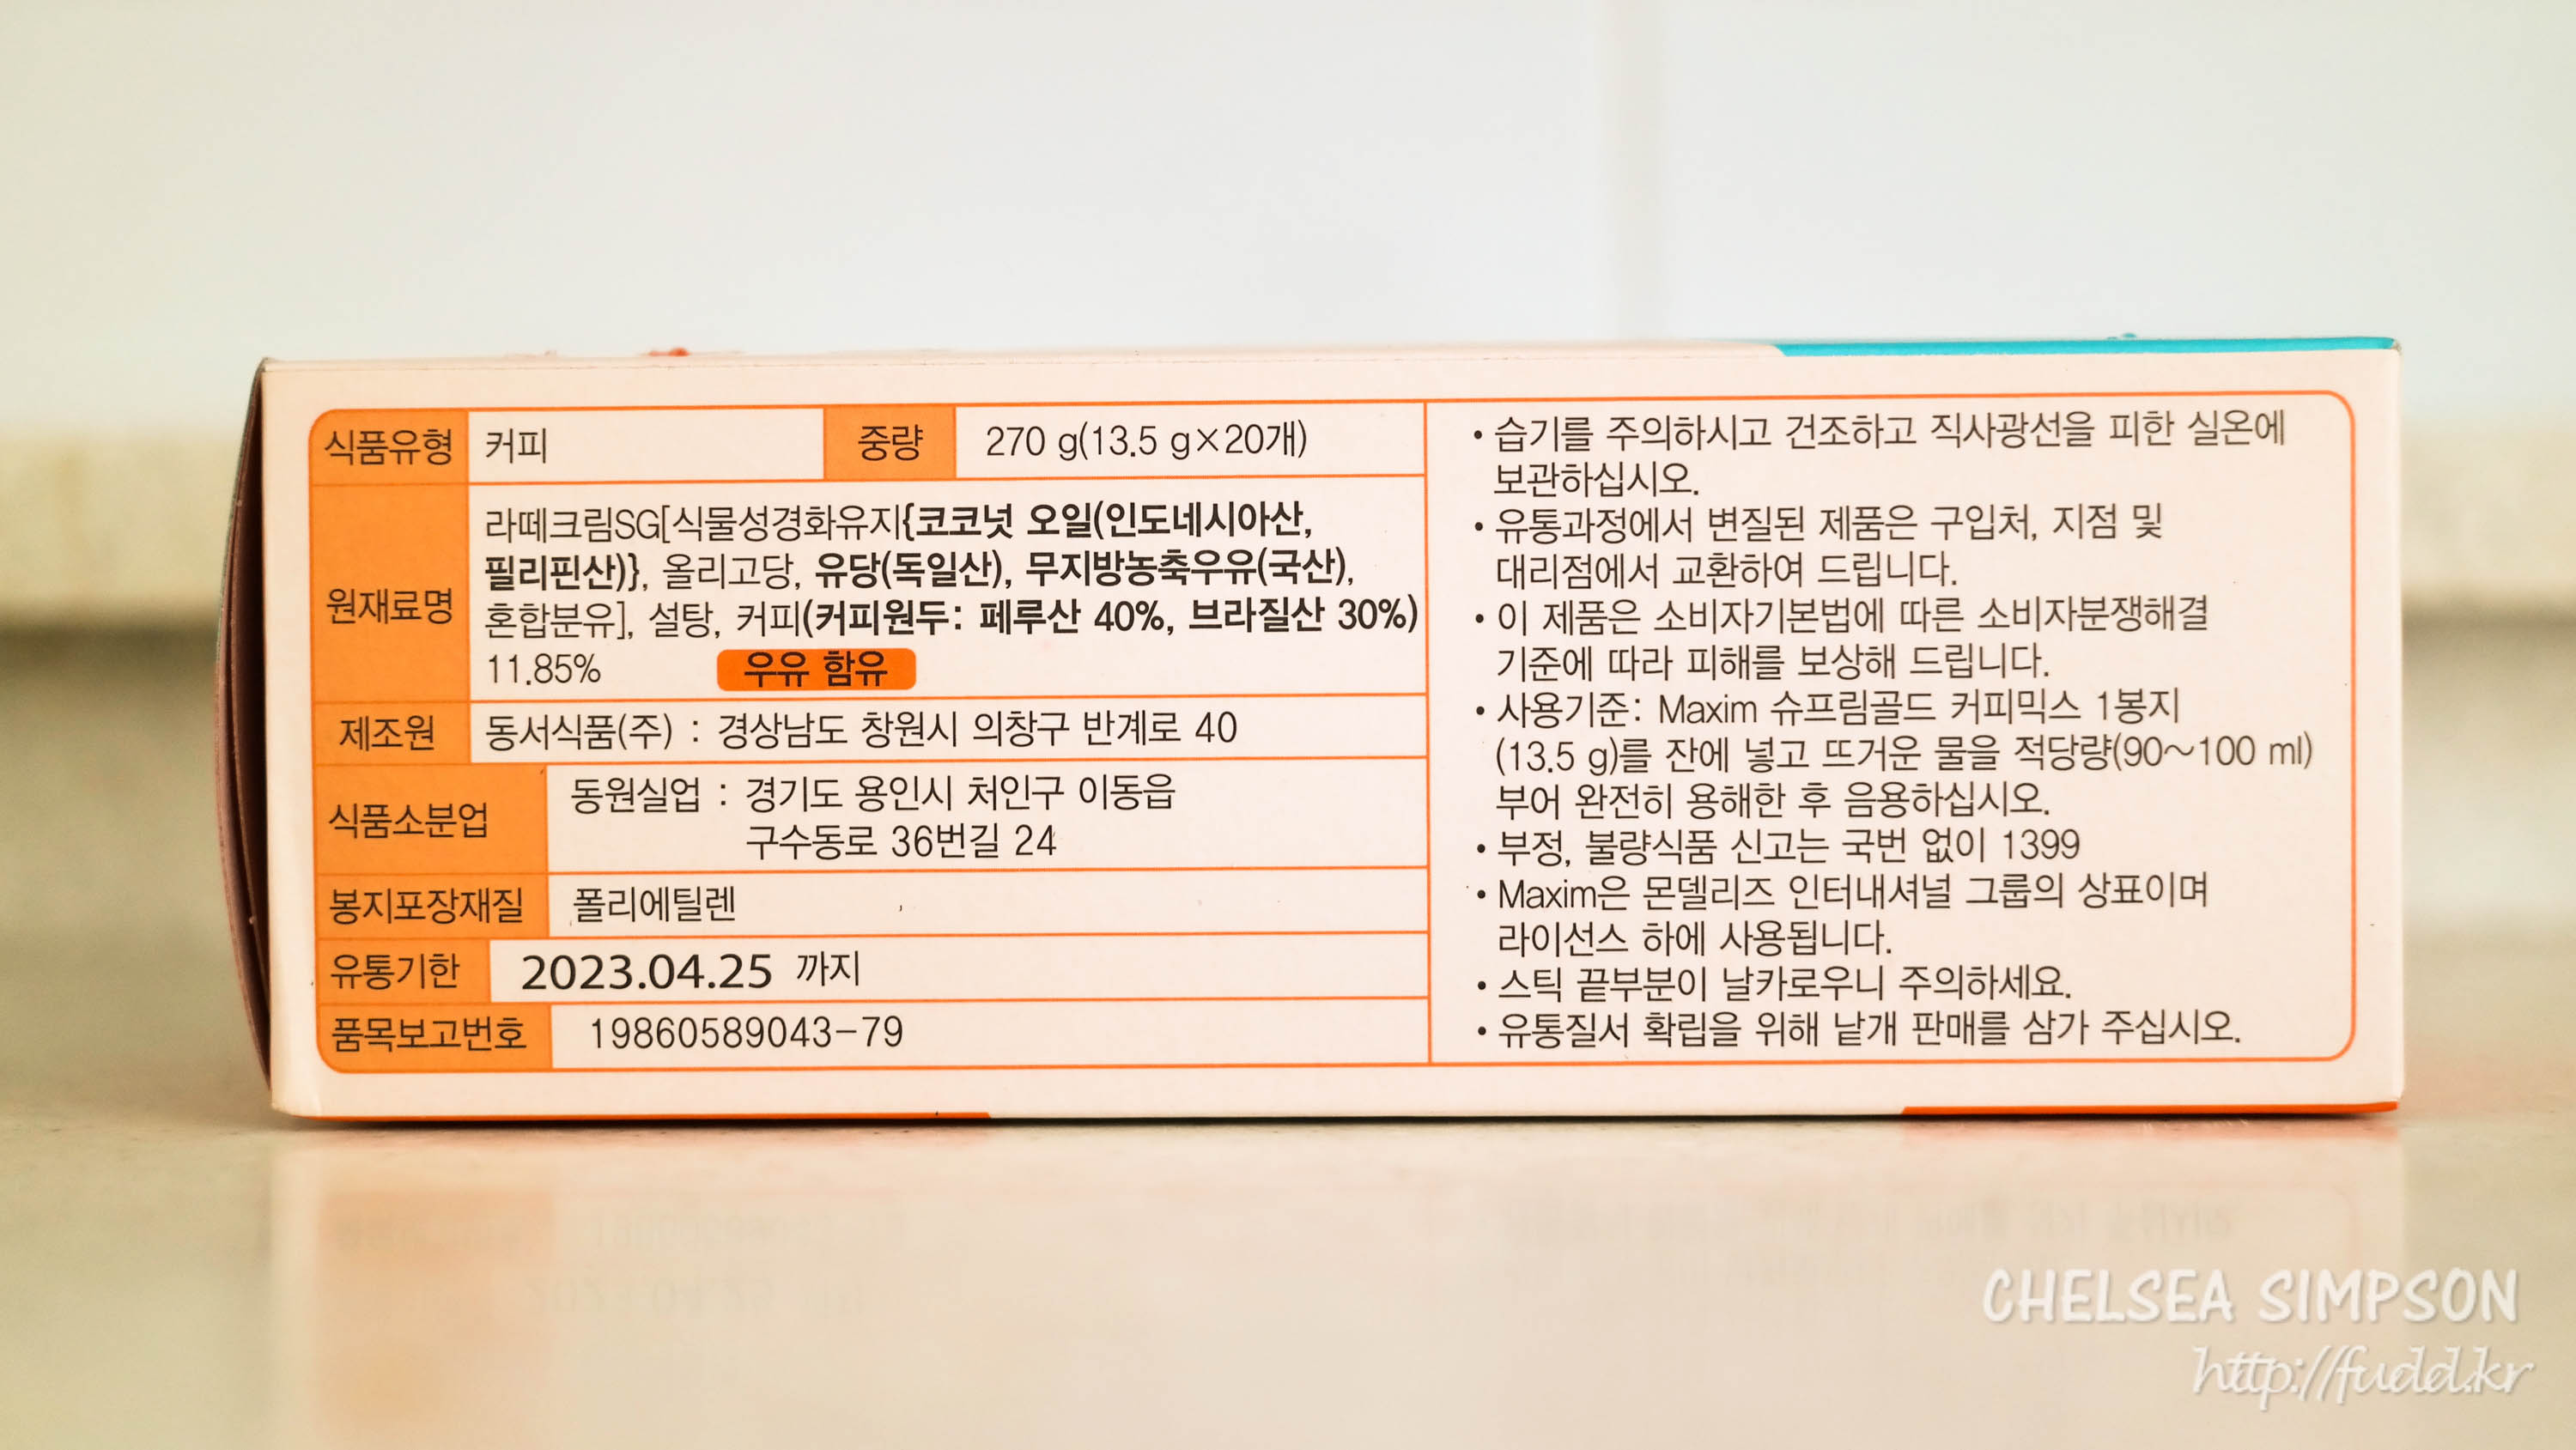 식품유형 커피 중량 270 g(13.5 g×20개)
원재료명
라떼크림SG[식물성경화유지{코코넛 오일(인도네시아산,
필리핀산)}, 올리고당, 유당(독일산), 무지방농축우유(국산),
혼합분유], 설탕, 커피(커피원두: 페루산 40%, 브라질산 30%)
11.85% 우유 함유
제조원 동서식품(주) : 경상남도 창원시 의창구 반계로 40
식품소분업 동원실업 : 경기도 용인시 처인구 이동읍
구수동로 36번길 24
봉지포장재질 폴리에틸렌
유통기한 2023.04.25 까지
품목보고번호 19860589043-79
• 습기를 주의하시고 건조하고 직사광선을 피한 실온에
보관하십시오.
• 유통과정에서 변질된 제품은 구입처, 지점 및
대리점에서 교환하여 드립니다.
• 이 제품은 소비자기본법에 따른 소비자분쟁해결
기준에 따라 피해를 보상해 드립니다.
• 사용기준: Maxim 슈프림골드 커피믹스 1봉지
(13.5 g)를 잔에 넣고 뜨거운 물을 적당량(90~100 ml)
부어 완전히 용해한 후 음용하십시오.
• 부정, 불량식품 신고는 국번 없이 1399
• Maxim은 몬델리즈 인터내셔널 그룹의 상표이며
라이선스 하에 사용됩니다.
• 스틱 끝부분이 날카로우니 주의하세요.
• 유통질서 확립을 위해 낱개 판매를 삼가 주십시오.
CHELSEA SIMPSON
http://fudd.kr